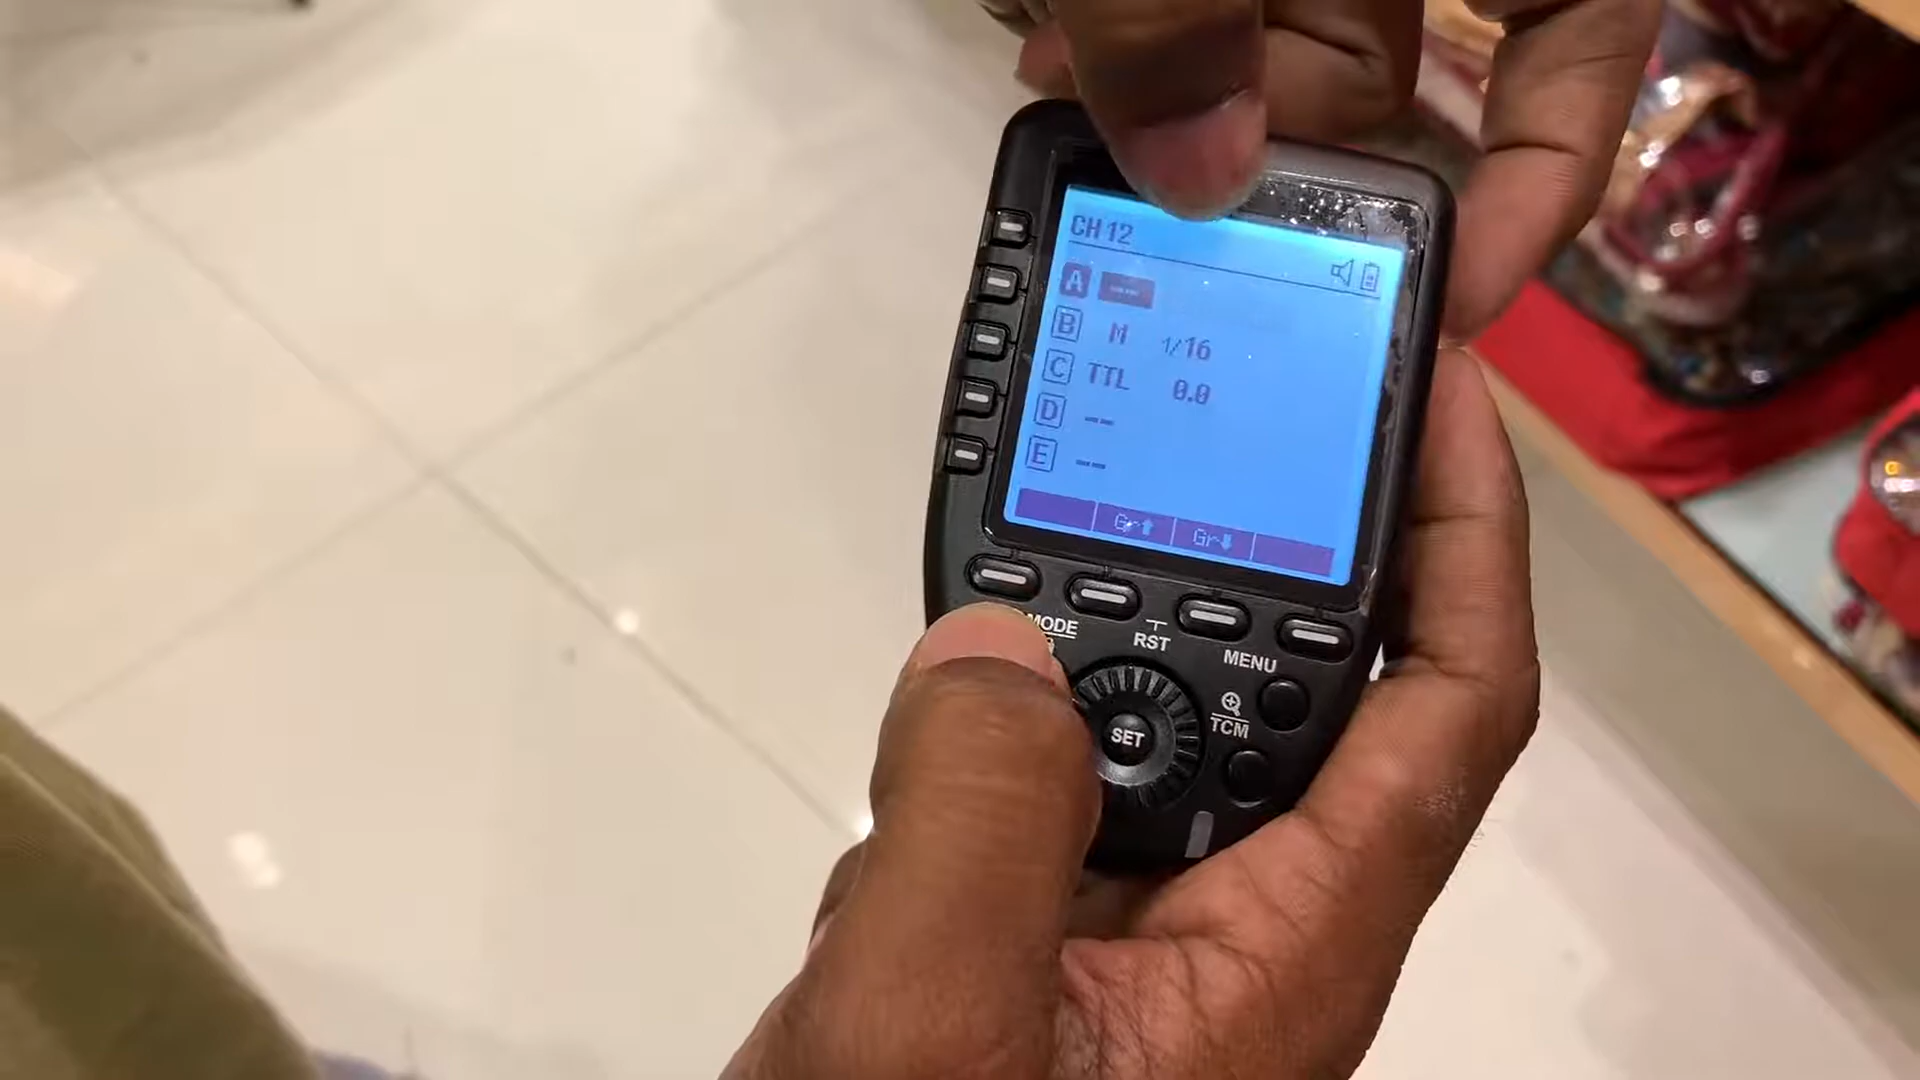 CH 12
A ---
B M 1/16
C TTL 0.0
D --
E --
Gr⬆ Gr⬇
MODE
RST
MENU
TCM
SET